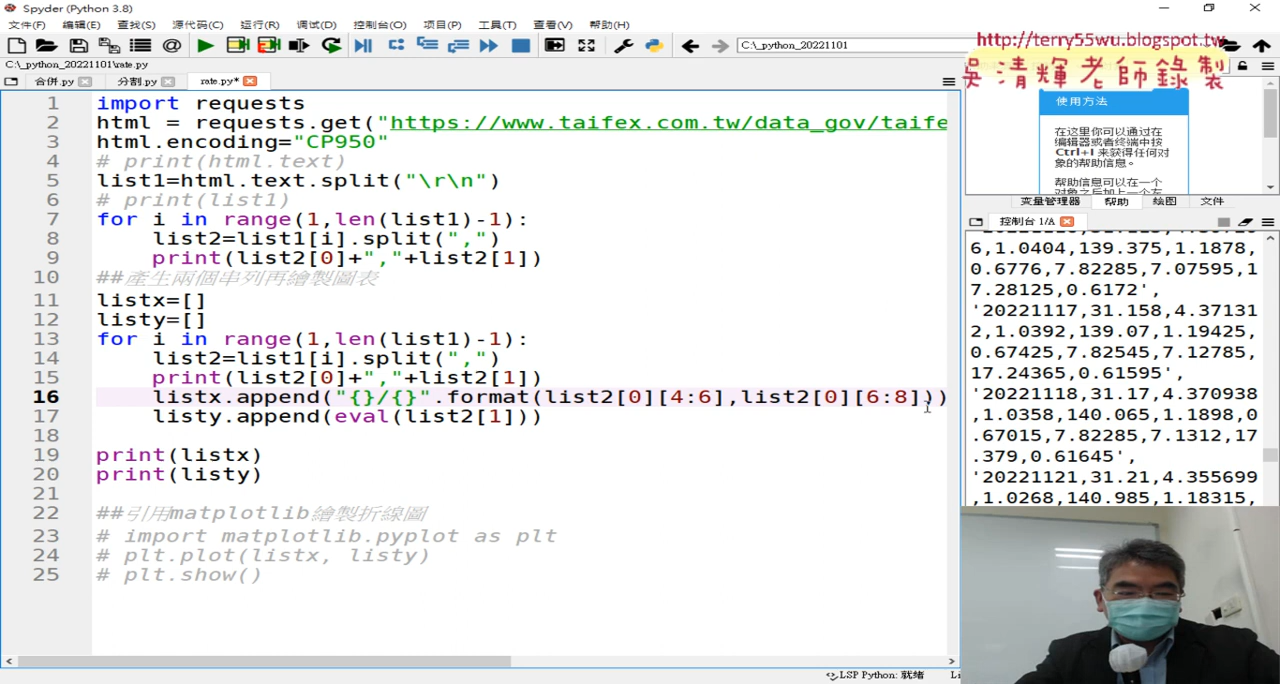 Spyder (Python 3.8)
文件(F) 编辑(E) 查找(S) 源代码(C) 运行(R) 调试(D) 控制台(O) 项目(P) 工具(T) 查看(V) 帮助(H)
C:\_python_20221101
http://terry55wu.blogspot.tw
吳清輝老師錄製
C:\_python_20221101\rate.py
合併.py 分割.py rate.py*
1 import requests
2 html = requests.get("https://www.taifex.com.tw/data_gov/taife
3 html.encoding="CP950"
4 # print(html.text)
5 list1=html.text.split("\r\n")
6 # print(list1)
7 for i in range(1,len(list1)-1):
8 list2=list1[i].split(",")
9 print(list2[0]+","+list2[1])
10 ##產生兩個串列再繪製圖表
11 listx=[]
12 listy=[]
13 for i in range(1,len(list1)-1):
14 list2=list1[i].split(",")
15 print(list2[0]+","+list2[1])
16 listx.append("{}/{}".format(list2[0][4:6],list2[0][6:8]))
17 listy.append(eval(list2[1]))
18
19 print(listx)
20 print(listy)
21
22 ##引用matplotlib繪製折線圖
23 # import matplotlib.pyplot as plt
24 # plt.plot(listx, listy)
25 # plt.show()
使用方法
在这里你可以通过在
编辑器或者终端中按
Ctrl+I 来获得任何对
象的帮助信息。
帮助信息可以在一个
变量管理器 帮助 绘图 文件
控制台 1/A
6,1.0404,139.375,1.1878,
0.6776,7.82285,7.07595,1
7.28125,0.6172',
'20221117,31.158,4.37131
2,1.0392,139.07,1.19425,
0.67425,7.82545,7.12785,
17.24365,0.61595',
'20221118,31.17,4.370938
,1.0358,140.065,1.1898,0
.67015,7.82285,7.1312,17
.379,0.61645',
'20221121,31.21,4.355699
,1.0268,140.985,1.18315,
LSP Python: 就绪